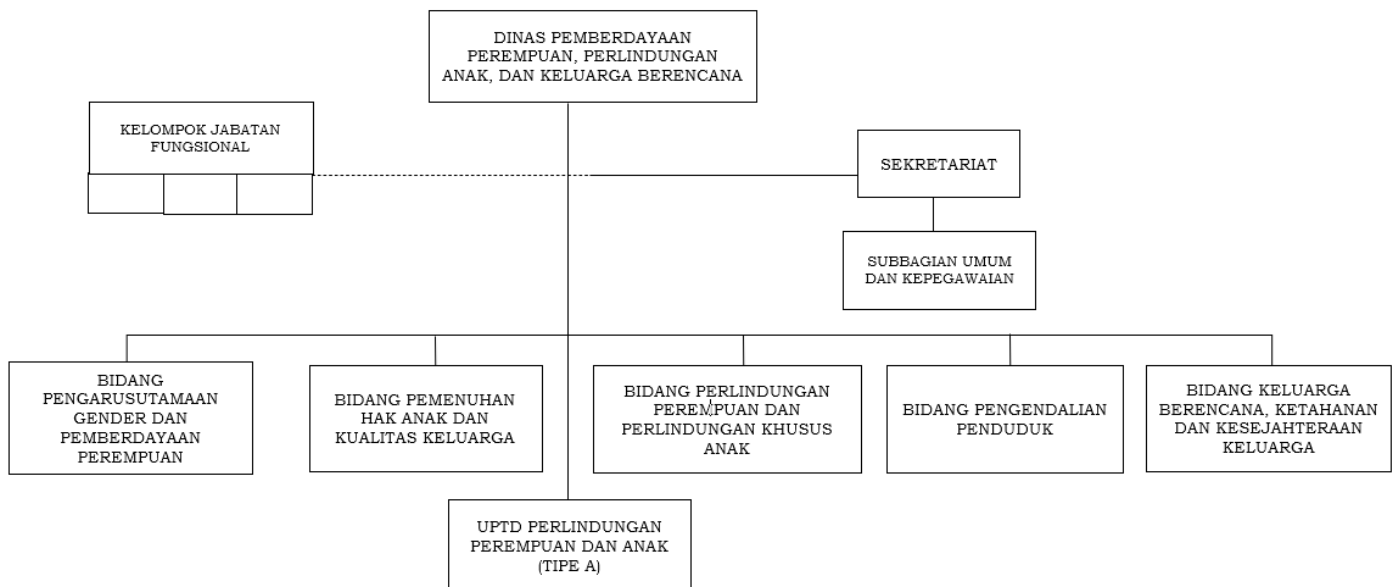 DINAS PEMBERDAYAAN
PEREMPUAN, PERLINDUNGAN
ANAK, DAN KELUARGA BERENCANA
KELOMPOK JABATAN
FUNGSIONAL
SEKRETARIAT
SUBBAGIAN UMUM
DAN KEPEGAWAIAN
BIDANG
PENGARUSUTAMAAN
GENDER DAN
PEMBERDAYAAN
PEREMPUAN
BIDANG PEMENUHAN
HAK ANAK DAN
KUALITAS KELUARGA
BIDANG PERLINDUNGAN
PEREMPUAN DAN
PERLINDUNGAN KHUSUS
ANAK
BIDANG PENGENDALIAN
PENDUDUK
BIDANG KELUARGA
BERENCANA, KETAHANAN
DAN KESEJAHTERAAN
KELUARGA
UPTD PERLINDUNGAN
PEREMPUAN DAN ANAK
(TIPE A)